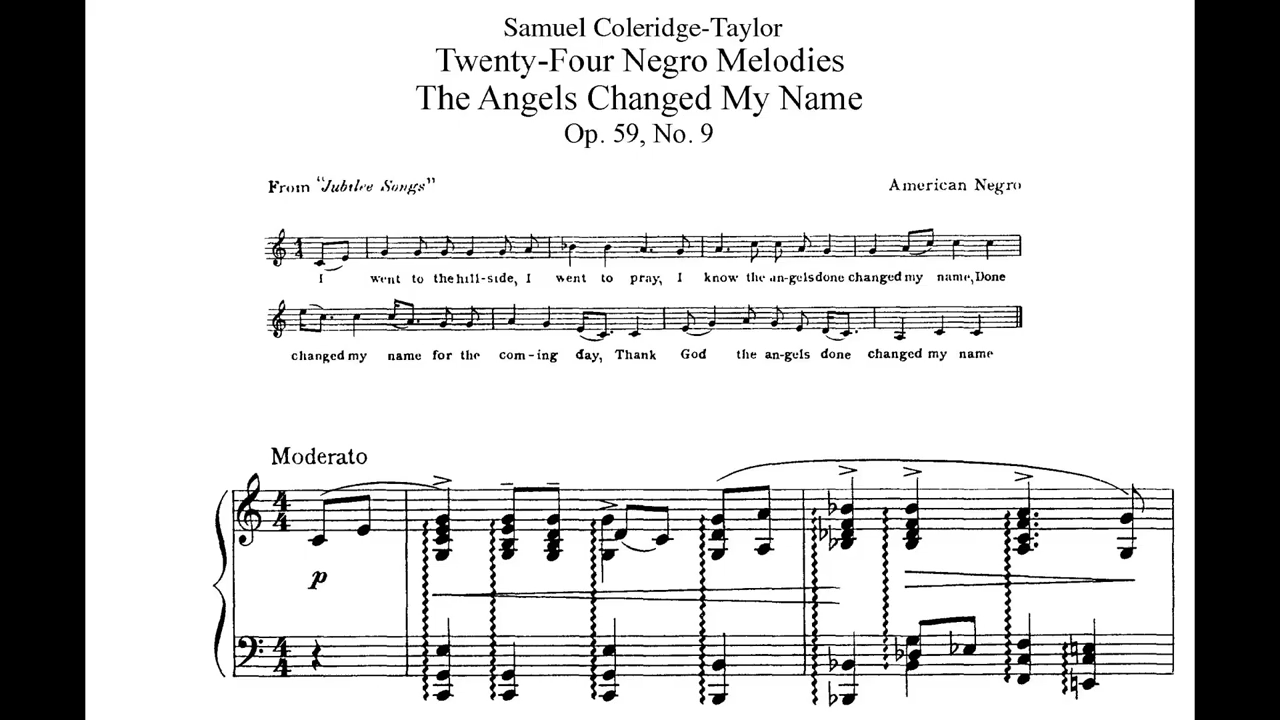 Samuel Coleridge-Taylor
Twenty-Four Negro Melodies
The Angels Changed My Name
Op. 59, No. 9
From "Jubilee Songs"
American Negro
I went to the hill-side, I went to pray, I know the an-gels done changed my name, Done
changed my name for the com-ing day, Thank God the an-gels done changed my name
Moderato
p